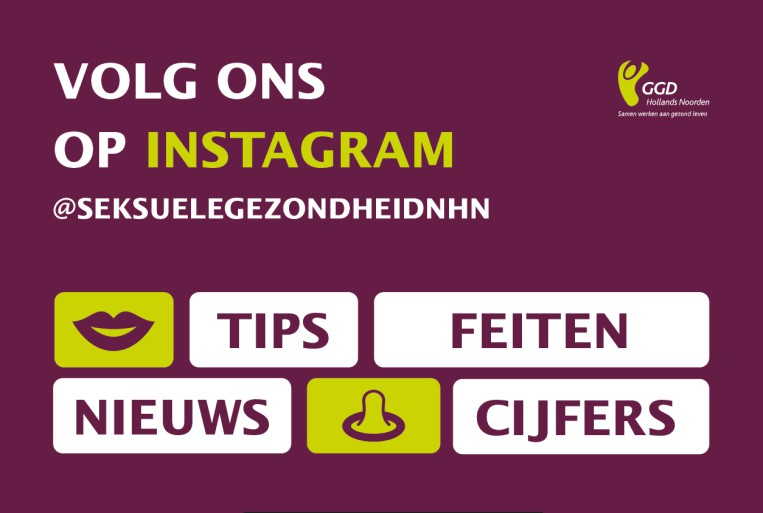 VOLG ONS
OP INSTAGRAM
@SEKSUELEGEZONDHEIDNHN
GGD
Hollands Noorden
Samen werken aan gezond leven
TIPS FEITEN
NIEUWS CIJFERS